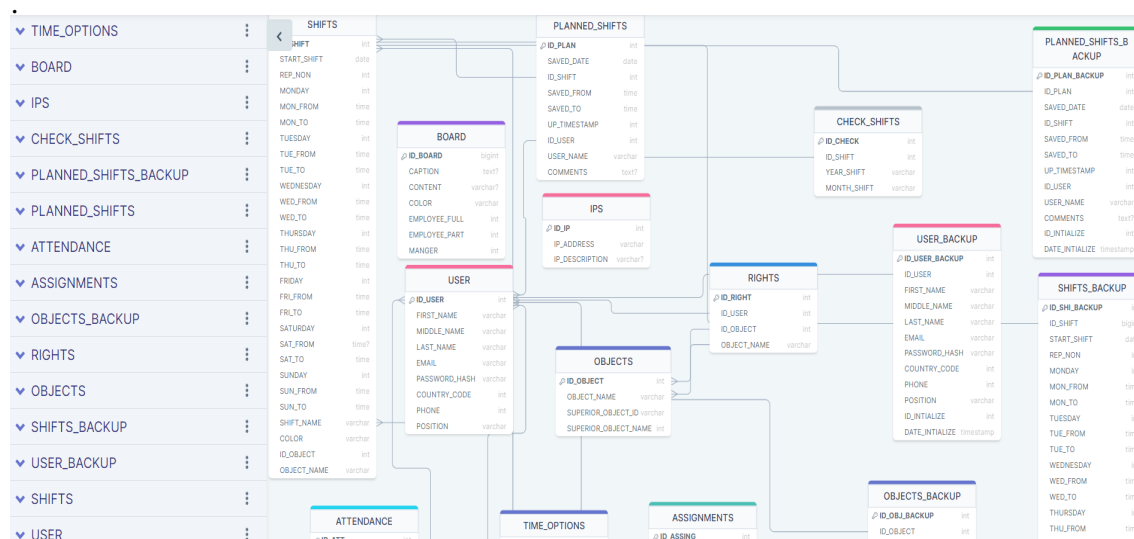 TIME_OPTIONS
BOARD
IPS
CHECK_SHIFTS
PLANNED_SHIFTS_BACKUP
PLANNED_SHIFTS
ATTENDANCE
ASSIGNMENTS
OBJECTS_BACKUP
RIGHTS
OBJECTS
SHIFTS_BACKUP
USER_BACKUP
SHIFTS
USER
SHIFTS
SHIFT int
START_SHIFT date
REP_NON int
MONDAY int
MON_FROM time
MON_TO time
TUESDAY int
TUE_FROM time
TUE_TO time
WEDNESDAY int
WED_FROM time
WED_TO time
THURSDAY int
THU_FROM time
THU_TO time
FRIDAY int
FRI_FROM time
FRI_TO time
SATURDAY int
SAT_FROM time?
SAT_TO time
SUNDAY int
SUN_FROM time
SUN_TO time
SHIFT_NAME varchar
COLOR varchar
ID_OBJECT int
OBJECT_NAME varchar
BOARD
ID_BOARD bigint
CAPTION text?
CONTENT varchar?
COLOR varchar
EMPLOYEE_FULL int
EMPLOYEE_PART int
MANGER int
USER
ID_USER int
FIRST_NAME varchar
MIDDLE_NAME varchar
LAST_NAME varchar
EMAIL varchar
PASSWORD_HASH varchar
COUNTRY_CODE int
PHONE int
POSITION varchar
ATTENDANCE
PLANNED_SHIFTS
ID_PLAN int
SAVED_DATE date
ID_SHIFT int
SAVED_FROM time
SAVED_TO time
UP_TIMESTAMP int
ID_USER int
USER_NAME varchar
COMMENTS text?
IPS
ID_IP int
IP_ADDRESS varchar
IP_DESCRIPTION varchar?
OBJECTS
ID_OBJECT int
OBJECT_NAME varchar
SUPERIOR_OBJECT_ID varchar
SUPERIOR_OBJECT_NAME int
TIME_OPTIONS
ASSIGNMENTS
ID_ASSING int
RIGHTS
ID_RIGHT int
ID_USER int
ID_OBJECT int
OBJECT_NAME varchar
CHECK_SHIFTS
ID_CHECK int
ID_SHIFT int
YEAR_SHIFT varchar
MONTH_SHIFT varchar
USER_BACKUP
ID_USER_BACKUP int
ID_USER int
FIRST_NAME varchar
MIDDLE_NAME varchar
LAST_NAME varchar
EMAIL varchar
PASSWORD_HASH varchar
COUNTRY_CODE int
PHONE int
POSITION varchar
ID_INTIALIZE int
DATE_INTIALIZE timestamp
OBJECTS_BACKUP
ID_OBJ_BACKUP int
ID_OBJECT int
PLANNED_SHIFTS_B
ACKUP
ID_PLAN_BACKUP int
ID_PLAN int
SAVED_DATE date
ID_SHIFT int
SAVED_FROM time
SAVED_TO time
UP_TIMESTAMP int
ID_USER int
USER_NAME varchar
COMMENTS text?
ID_INTIALIZE int
DATE_INTIALIZE timestamp
SHIFTS_BACKUP
ID_SHI_BACKUP
ID_SHIFT
START_SHIFT
REP_NON
MONDAY
MON_FROM
MON_TO
TUESDAY
TUE_FROM
TUE_TO
WEDNESDAY
WED_FROM
WED_TO
THURSDAY
THU_FROM